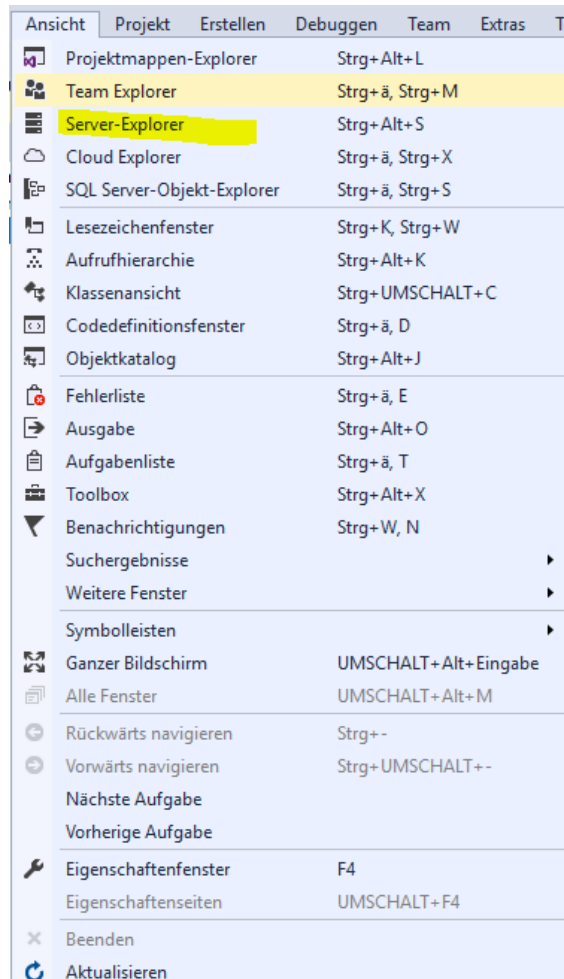 Ansicht Projekt Erstellen Debuggen Team Extras
Projektmappen-Explorer Strg+Alt+L
Team Explorer Strg+ä, Strg+M
Server-Explorer Strg+Alt+S
Cloud Explorer Strg+ä, Strg+X
SQL Server-Objekt-Explorer Strg+ä, Strg+S
Lesezeichenfenster Strg+K, Strg+W
Aufrufhierarchie Strg+Alt+K
Klassenansicht Strg+UMSCHALT+C
Codedefinitionsfenster Strg+ä, D
Objektkatalog Strg+Alt+J
Fehlerliste Strg+ä, E
Ausgabe Strg+Alt+O
Aufgabenliste Strg+ä, T
Toolbox Strg+Alt+X
Benachrichtigungen Strg+W, N
Suchergebnisse
Weitere Fenster
Symbolleisten
Ganzer Bildschirm UMSCHALT+Alt+Eingabe
Alle Fenster UMSCHALT+Alt+M
Rückwärts navigieren Strg+-
Vorwärts navigieren Strg+UMSCHALT+-
Nächste Aufgabe
Vorherige Aufgabe
Eigenschaftenfenster F4
Eigenschaftenseiten UMSCHALT+F4
Beenden
Aktualisieren